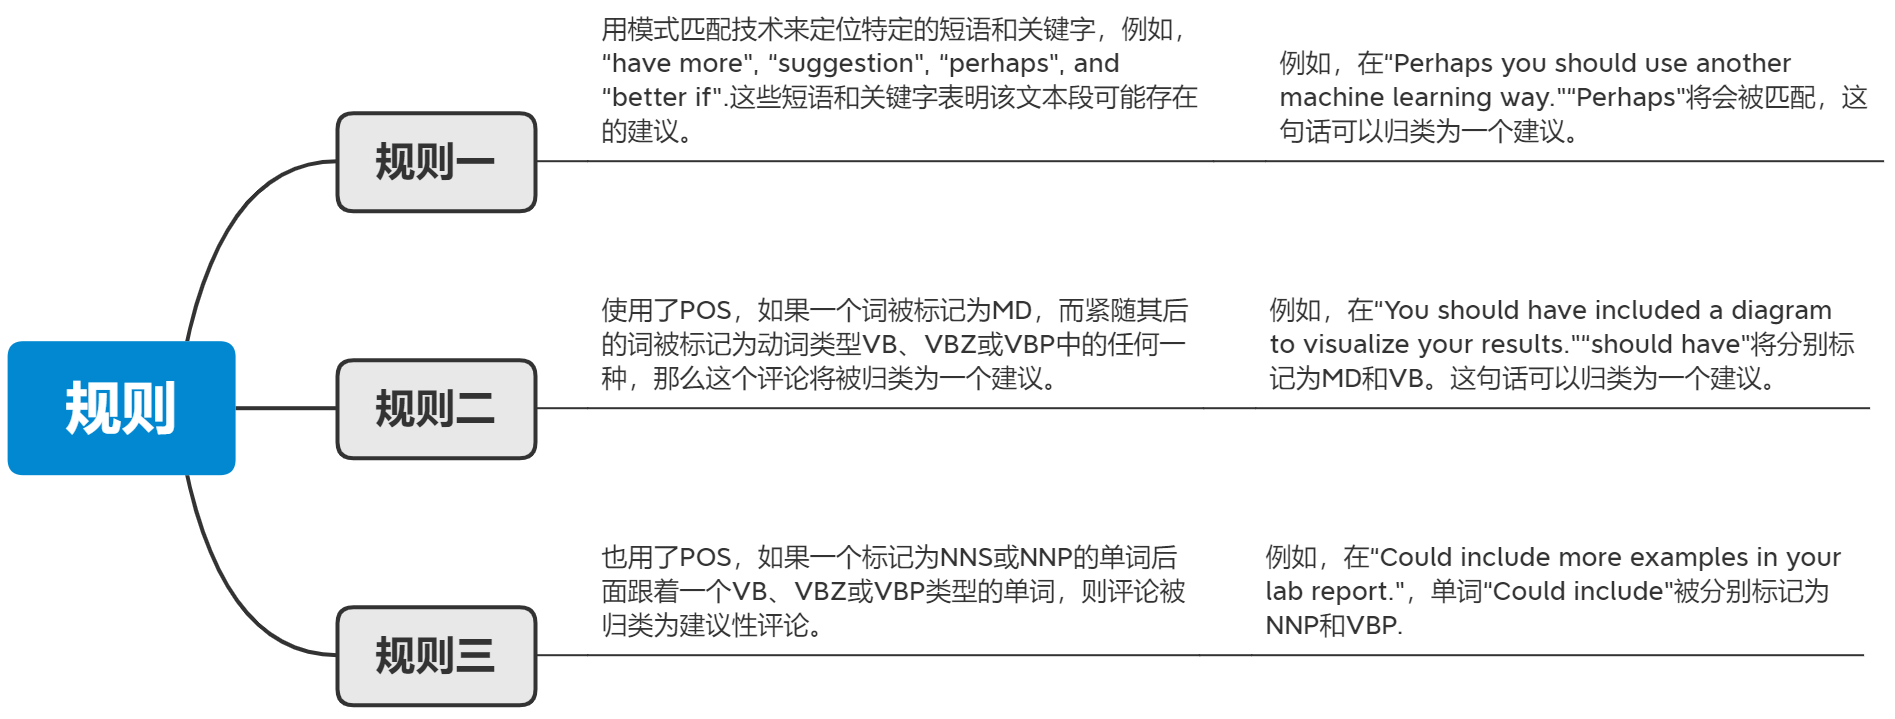 规则
规则一
用模式匹配技术来定位特定的短语和关键字，例如，
“have more”, “suggestion”, “perhaps”, and
“better if”.这些短语和关键字表明该文本段可能存在
的建议。
例如，在“Perhaps you should use another
machine learning way.”“Perhaps”将会被匹配，这
句话可以归类为一个建议。
规则二
使用了POS，如果一个词被标记为MD，而紧随其后
的词被标记为动词类型VB、VBZ或VBP中的任何一
种，那么这个评论将被归类为一个建议。
例如，在“You should have included a diagram
to visualize your results.”“should have”将分别标
记为MD和VB。这句话可以归类为一个建议。
规则三
也用了POS，如果一个标记为NNS或NNP的单词后
面跟着一个VB、VBZ或VBP类型的单词，则评论被
归类为建议性评论。
例如，在“Could include more examples in your
lab report.”，单词“Could include”被分别标记为
NNP和VBP.